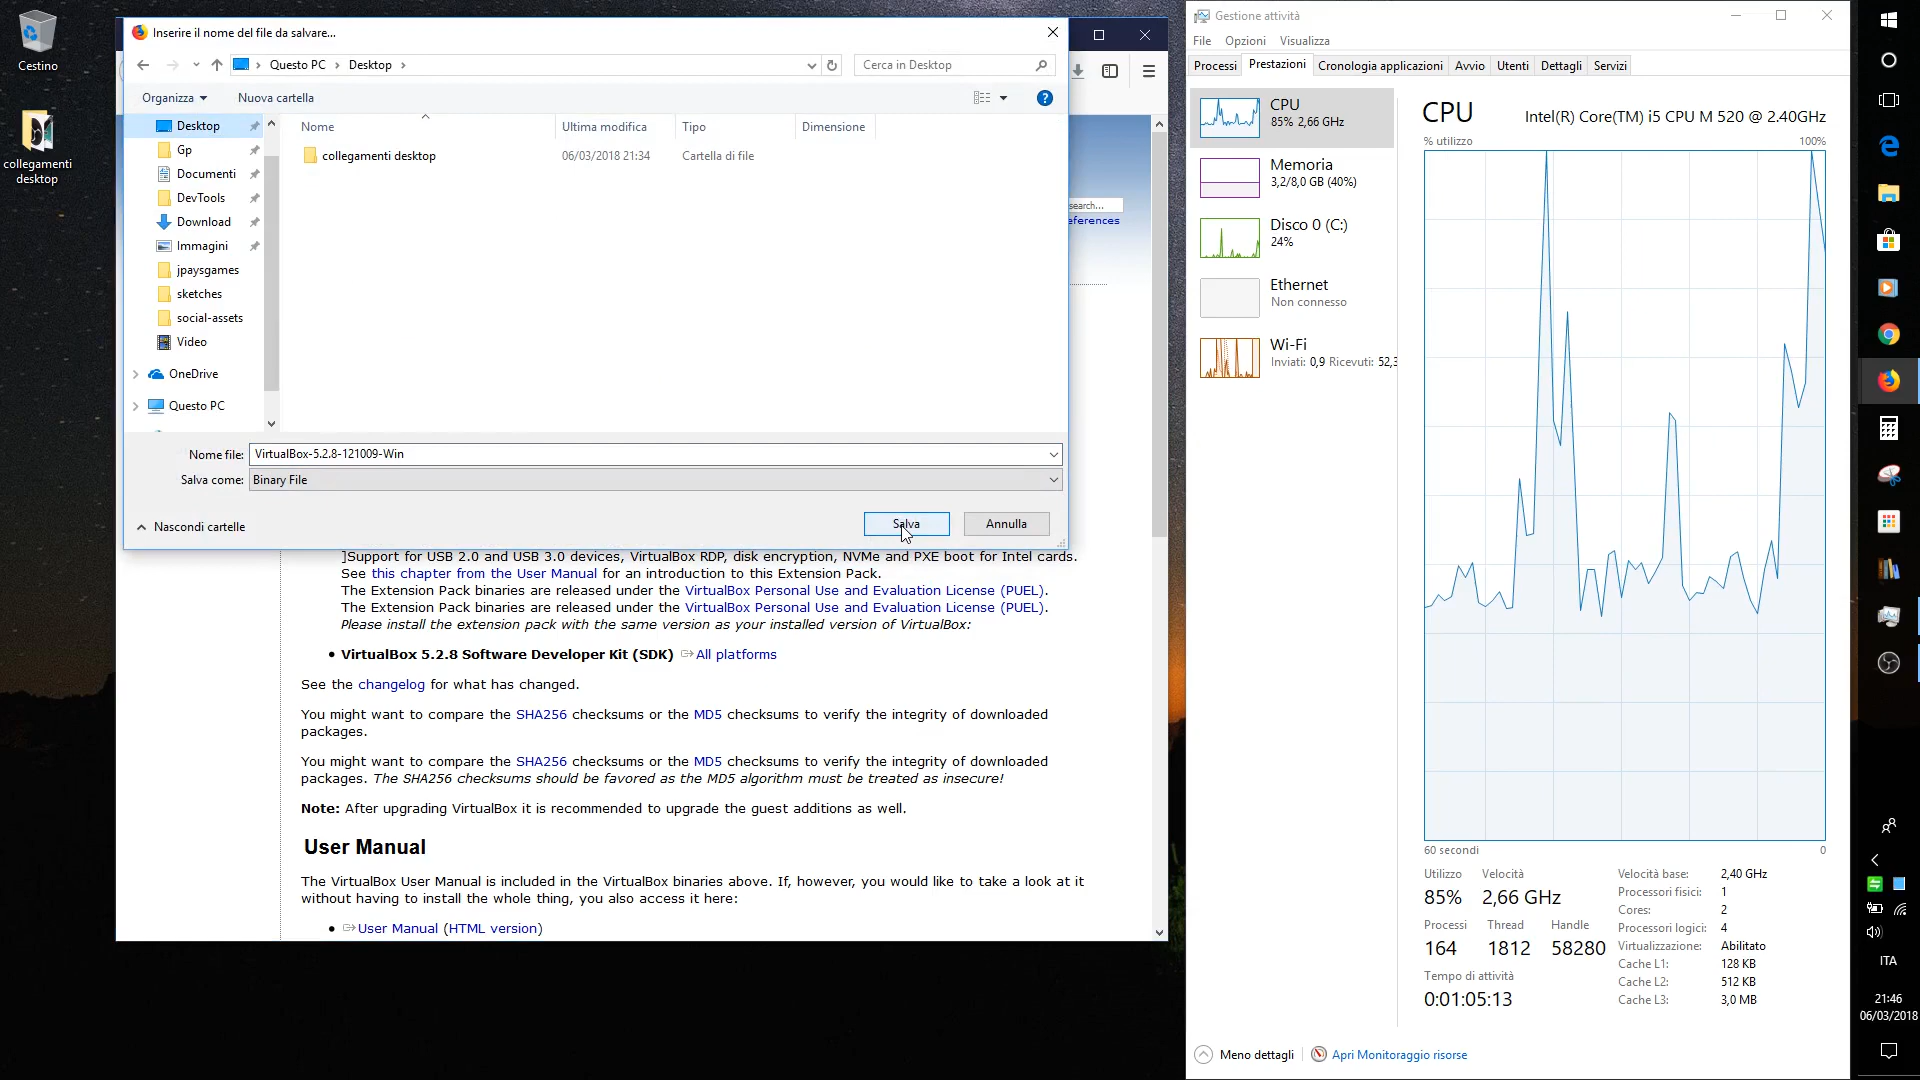 Cestino
collegamenti desktop
Inserire il nome del file da salvare...
Questo PC
Desktop
Cerca in Desktop
Organizza
Nuova cartella
Nome
Ultima modifica
Tipo
Dimensione
collegamenti desktop
06/03/2018 21:34
Cartella di file
Desktop
Gp
Documenti
DevTools
Download
Immagini
jpaysgames
sketches
social-assets
Video
OneDrive
Questo PC
Nome file:
VirtualBox-5.2.8-121009-Win
Salva come:
Binary File
Nascondi cartelle
Salva
Annulla
search...
eferences
]Support for USB 2.0 and USB 3.0 devices, VirtualBox RDP, disk encryption, NVMe and PXE boot for Intel cards.
See this chapter from the User Manual for an introduction to this Extension Pack.
The Extension Pack binaries are released under the VirtualBox Personal Use and Evaluation License (PUEL).
The Extension Pack binaries are released under the VirtualBox Personal Use and Evaluation License (PUEL).
Please install the extension pack with the same version as your installed version of VirtualBox:
• VirtualBox 5.2.8 Software Developer Kit (SDK) All platforms
See the changelog for what has changed.
You might want to compare the SHA256 checksums or the MD5 checksums to verify the integrity of downloaded
packages.
You might want to compare the SHA256 checksums or the MD5 checksums to verify the integrity of downloaded
packages. The SHA256 checksums should be favored as the MD5 algorithm must be treated as insecure!
Note: After upgrading VirtualBox it is recommended to upgrade the guest additions as well.
User Manual
The VirtualBox User Manual is included in the VirtualBox binaries above. If, however, you would like to take a look at it
without having to install the whole thing, you also access it here:
• User Manual (HTML version)
Gestione attività
File Opzioni Visualizza
Processi Prestazioni Cronologia applicazioni Avvio Utenti Dettagli Servizi
CPU
85% 2,66 GHz
Memoria
3,2/8,0 GB (40%)
Disco 0 (C:)
24%
Ethernet
Non connesso
Wi-Fi
Inviati: 0,9 Ricevuti: 52,3
CPU
Intel(R) Core(TM) i5 CPU M 520 @ 2.40GHz
% utilizzo
100%
60 secondi
0
Utilizzo
85%
Velocità
2,66 GHz
Processi
164
Thread
1812
Handle
58280
Tempo di attività
0:01:05:13
Velocità base: 2,40 GHz
Processori fisici: 1
Cores: 2
Processori logici: 4
Virtualizzazione: Abilitato
Cache L1: 128 KB
Cache L2: 512 KB
Cache L3: 3,0 MB
Meno dettagli
Apri Monitoraggio risorse
ITA
21:46
06/03/2018